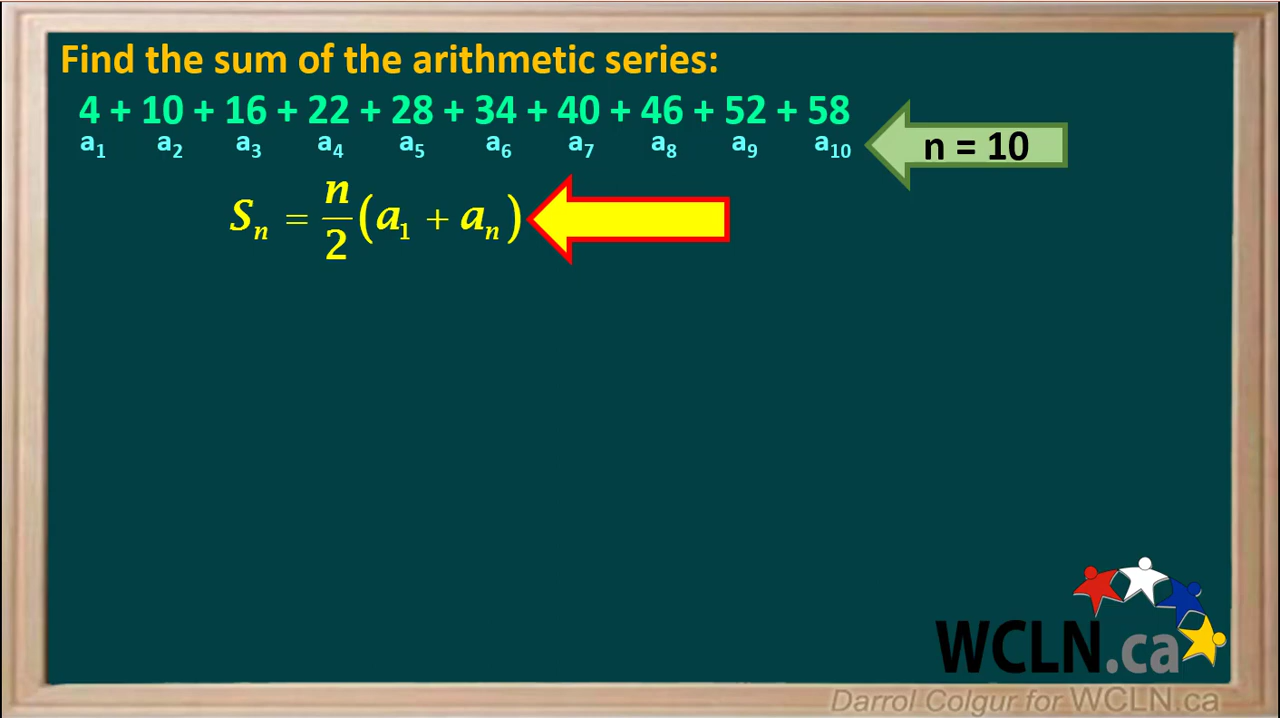 Find the sum of the arithmetic series:
4 + 10 + 16 + 22 + 28 + 34 + 40 + 46 + 52 + 58
a₁ a₂ a₃ a₄ a₅ a₆ a₇ a₈ a₉ a₁₀
n = 10
Sₙ = n/2 (a₁ + aₙ)
WCLN.ca
Darrol Colgur for WCLN.ca